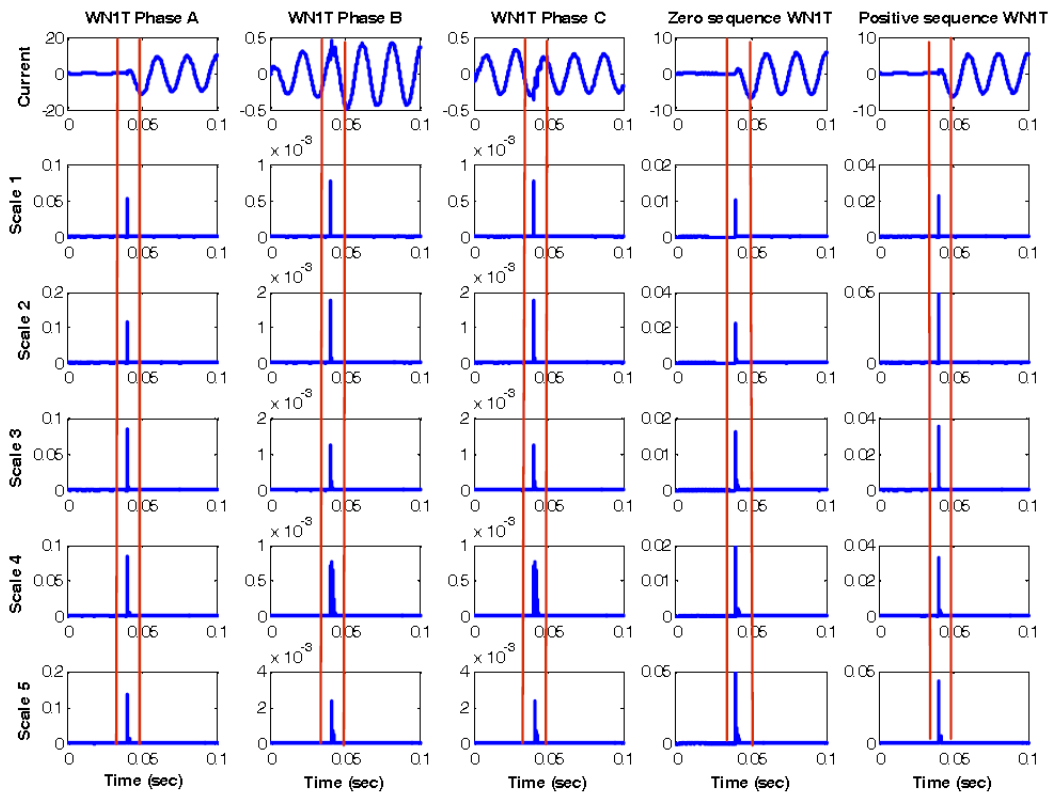 WN1T Phase A WN1T Phase B WN1T Phase C Zero sequence WN1T Positive sequence WN1T
20 0.5 0.5 10 10
Current 0 0 0 0 0
-20 -0.5 -0.5 -10 -10
0 0.05 0.1 0 0.05 0.1 0 0.05 0.1 0 0.05 0.1 0 0.05 0.1
x 10-3 x 10-3
0.1 1 1 0.02 0.04
Scale 1 0.05 0.5 0.5 0.01 0.02
0 0 0 0 0
0 0.05 0.1 0 0.05 0.1 0 0.05 0.1 0 0.05 0.1 0 0.05 0.1
x 10-3 x 10-3
0.2 2 2 0.04 0.05
Scale 2 0.1 1 1 0.02
0 0 0 0 0
0 0.05 0.1 0 0.05 0.1 0 0.05 0.1 0 0.05 0.1 0 0.05 0.1
x 10-3 x 10-3
0.1 2 2 0.02 0.04
Scale 3 0.05 1 1 0.01 0.02
0 0 0 0 0
0 0.05 0.1 0 0.05 0.1 0 0.05 0.1 0 0.05 0.1 0 0.05 0.1
x 10-3 x 10-3
0.1 1 1 0.02 0.04
Scale 4 0.05 0.5 0.5 0.01 0.02
0 0 0 0 0
0 0.05 0.1 0 0.05 0.1 0 0.05 0.1 0 0.05 0.1 0 0.05 0.1
x 10-3 x 10-3
0.2 4 4 0.05 0.05
Scale 5 0.1 2 2
0 0 0 0 0
0 0.05 0.1 0 0.05 0.1 0 0.05 0.1 0 0.05 0.1 0 0.05 0.1
Time (sec) Time (sec) Time (sec) Time (sec) Time (sec)